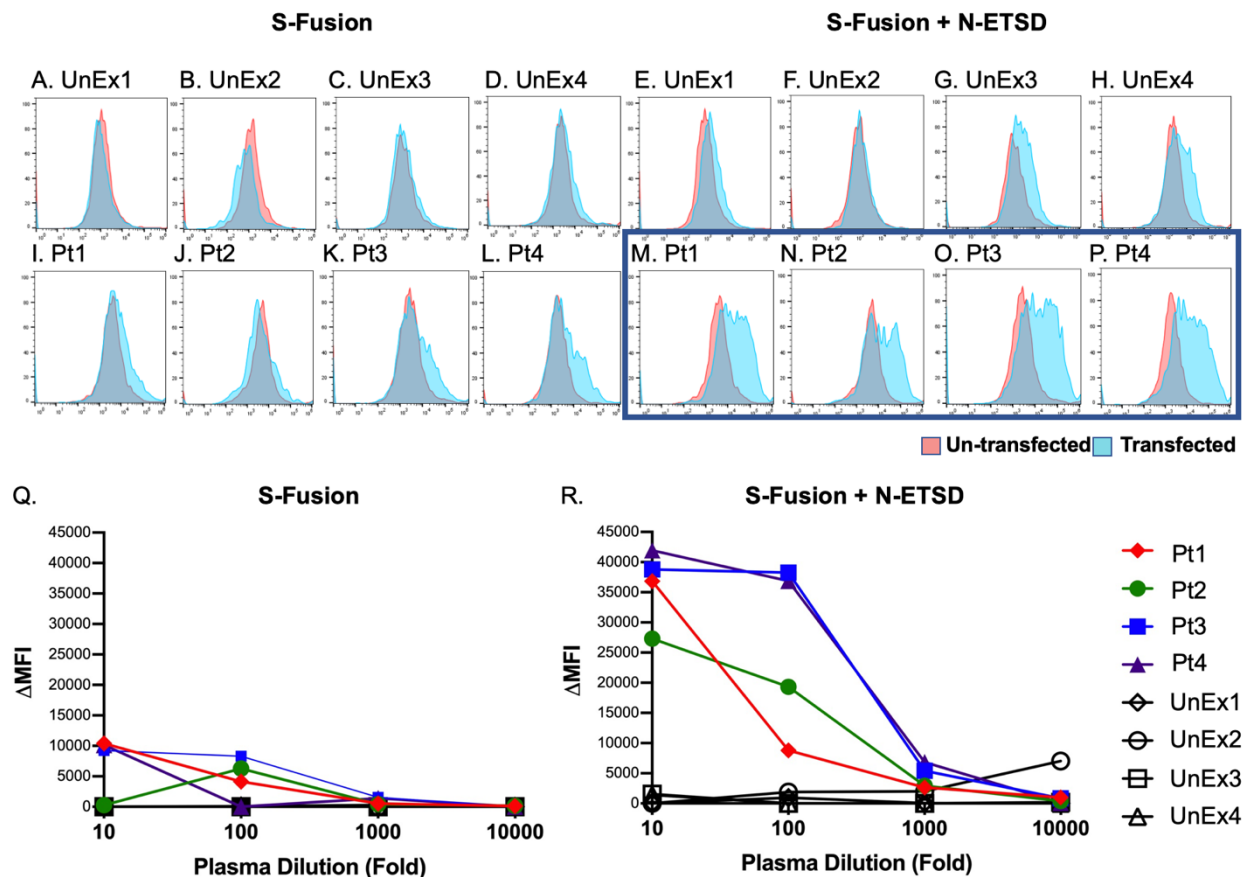 S-Fusion
S-Fusion + N-ETSD
A. UnEx1
B. UnEx2
C. UnEx3
D. UnEx4
E. UnEx1
F. UnEx2
G. UnEx3
H. UnEx4
I. Pt1
J. Pt2
K. Pt3
L. Pt4
M. Pt1
N. Pt2
O. Pt3
P. Pt4
Un-transfected
Transfected
Q.
S-Fusion
45000
40000
35000
30000
25000
20000
15000
10000
5000
0
ΔMFI
10
100
1000
10000
Plasma Dilution (Fold)
R.
S-Fusion + N-ETSD
45000
40000
35000
30000
25000
20000
15000
10000
5000
0
ΔMFI
10
100
1000
10000
Plasma Dilution (Fold)
Pt1
Pt2
Pt3
Pt4
UnEx1
UnEx2
UnEx3
UnEx4